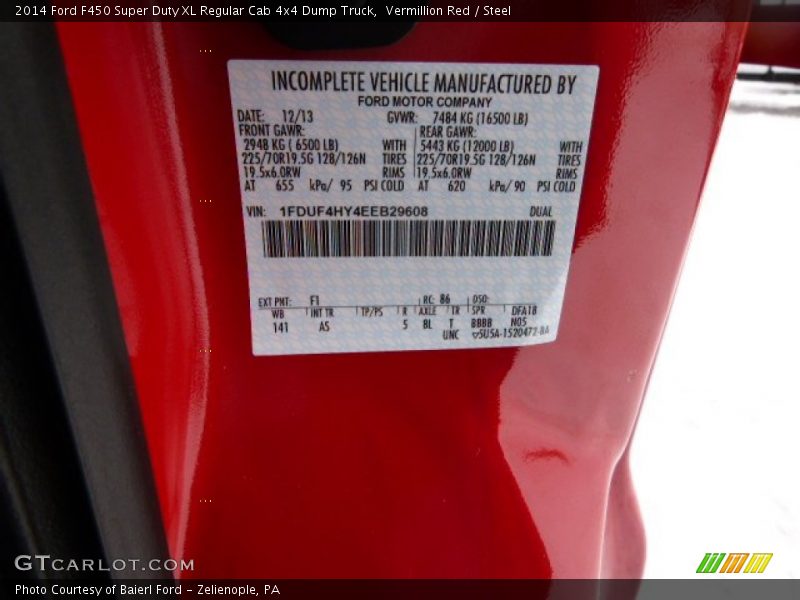 2014 Ford F450 Super Duty XL Regular Cab 4x4 Dump Truck,  Vermillion Red / Steel
INCOMPLETE VEHICLE MANUFACTURED BY
FORD MOTOR COMPANY
DATE: 12/13 GVWR: 7484 KG (16500 LB)
FRONT GAWR: REAR GAWR:
2948 KG ( 6500 LB) WITH 5443 KG (12000 LB) WITH
225/70R19.5G 128/126N TIRES 225/70R19.5G 128/126N TIRES
19.5x6.0RW RIMS 19.5x6.0RW RIMS
AT 655 kPa/ 95 PSI COLD AT 620 kPa/ 90 PSI COLD
VIN: 1FDUF4HY4EEB29608 DUAL
EXT PNT: F1 RC: 86 DSO:
WB INT TR TP/PS R AXLE TR SPR DFA18
141 AS 5 BL T BBBB N05
UNC 5U5A-1520472-BA
GTCARLOT.COM
Photo Courtesy of Baierl Ford - Zelienople, PA